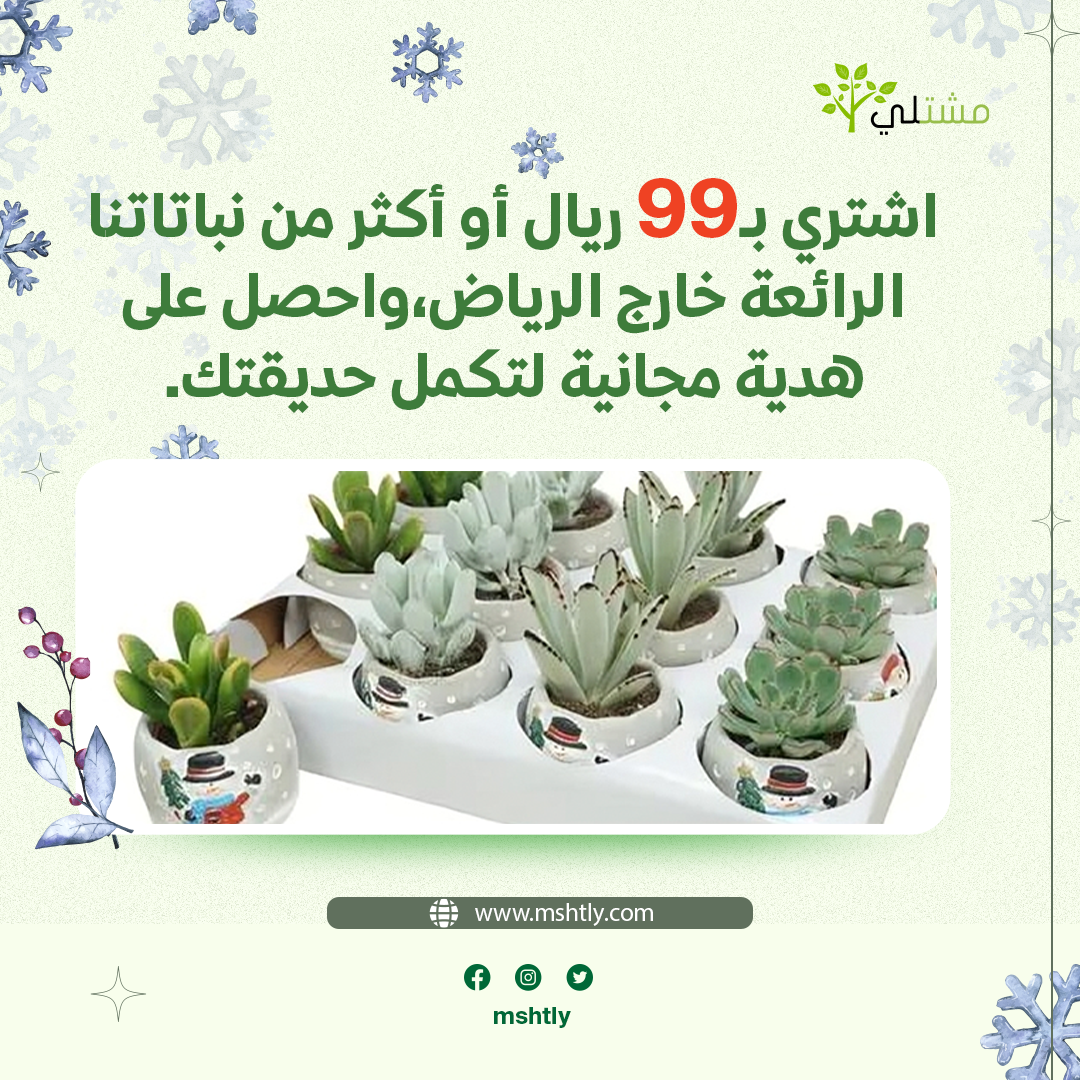 مشتلي
اشتري بـ99 ريال أو أكثر من نباتاتنا
الرائعة خارج الرياض،واحصل على
هدية مجانية لتكمل حديقتك.
www.mshtly.com
mshtly